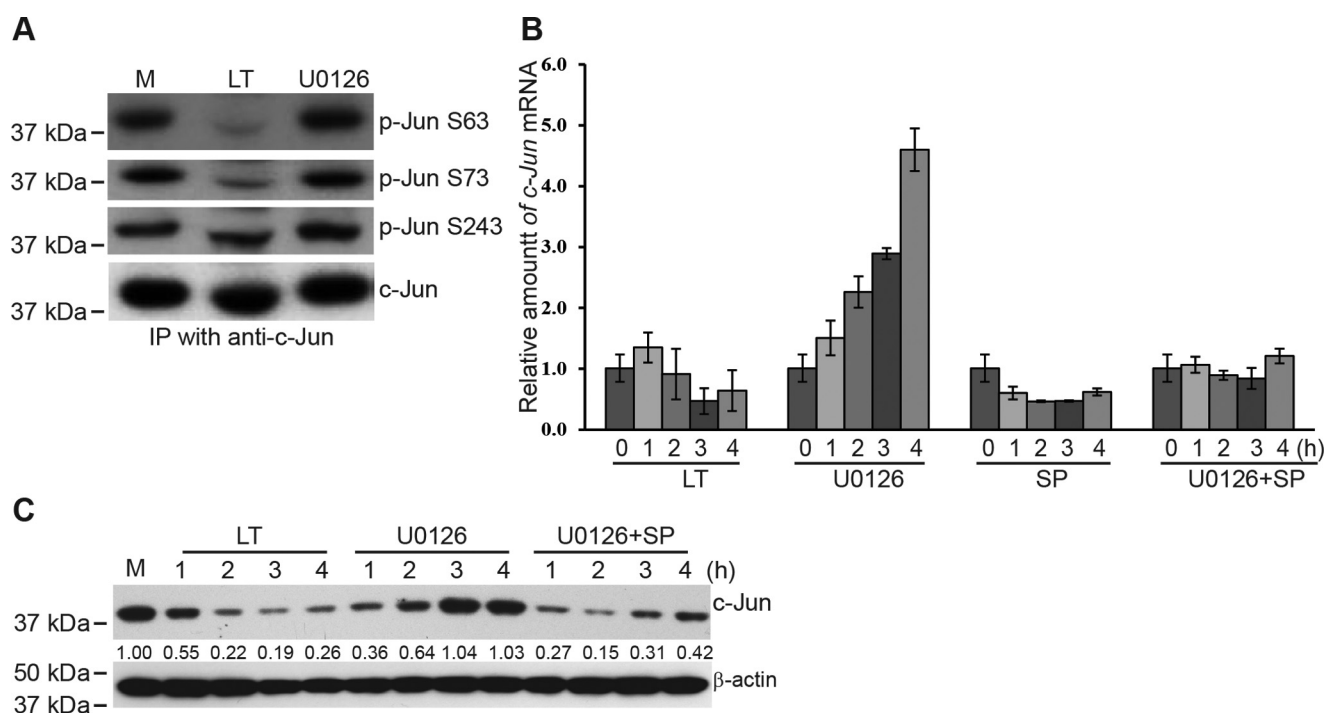 A
M LT U0126
37 kDa p-Jun S63
37 kDa p-Jun S73
37 kDa p-Jun S243
37 kDa c-Jun
IP with anti-c-Jun
B
Relative amountt of c-Jun mRNA
6.0
5.0
4.0
3.0
2.0
1.0
0.0
0 1 2 3 4 0 1 2 3 4 0 1 2 3 4 0 1 2 3 4 (h)
LT U0126 SP U0126+SP
C
LT U0126 U0126+SP
M 1 2 3 4 1 2 3 4 1 2 3 4 (h)
37 kDa c-Jun
1.00 0.55 0.22 0.19 0.26 0.36 0.64 1.04 1.03 0.27 0.15 0.31 0.42
50 kDa β-actin
37 kDa